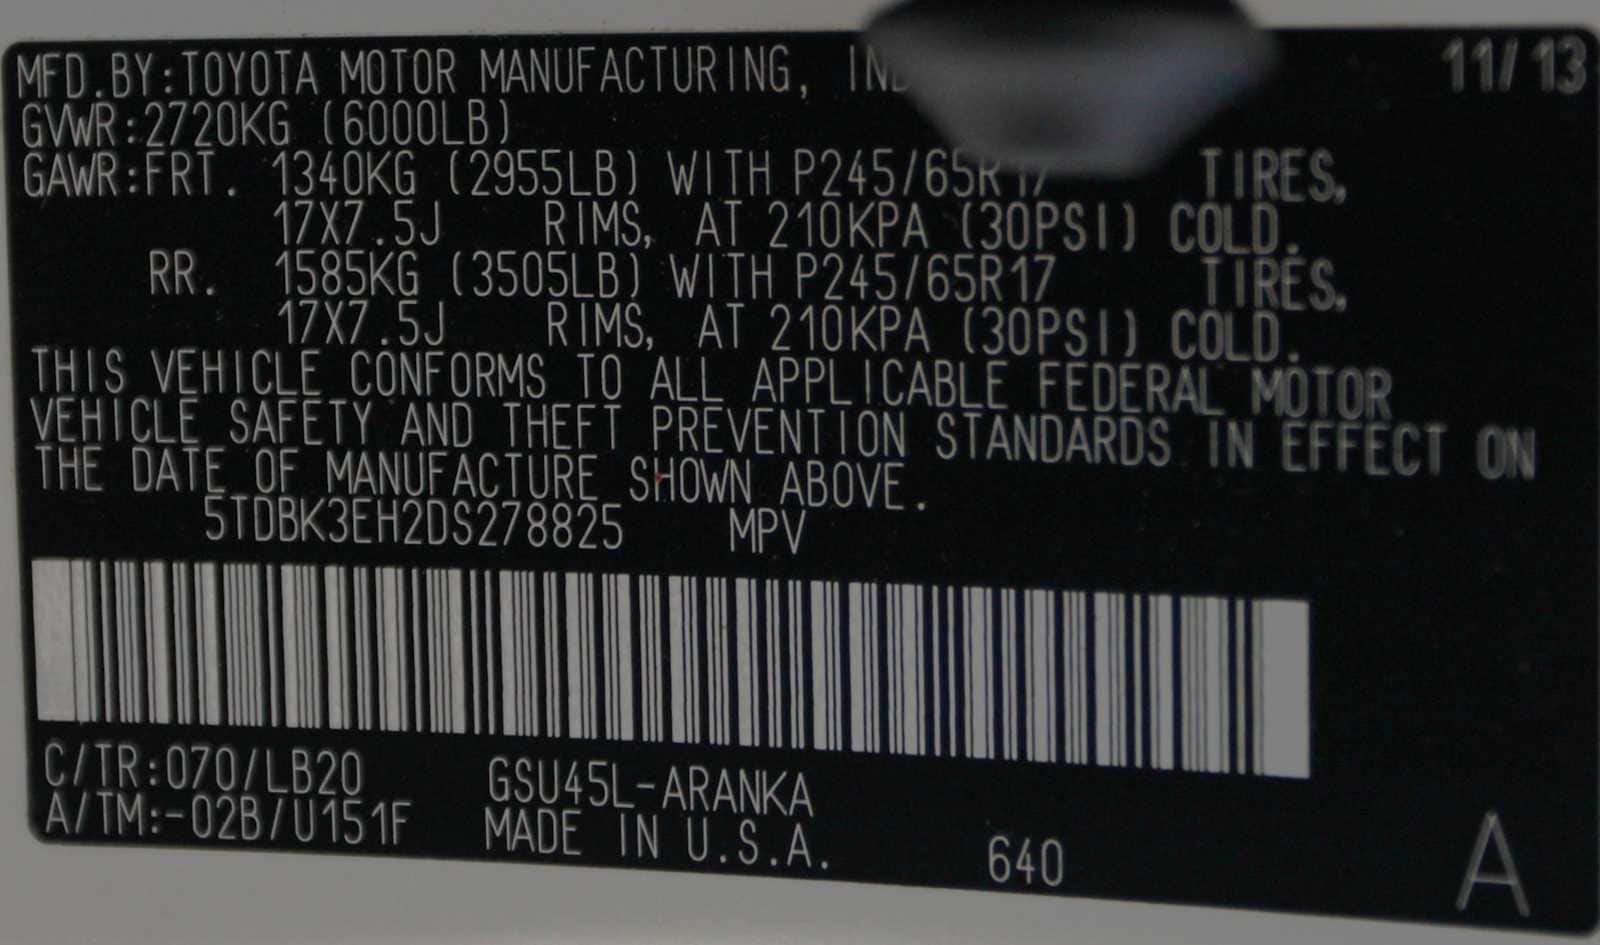 MFD.BY:TOYOTA MOTOR MANUFACTURING, 11/13
GVWR:2720KG (6000LB)
GAWR:FRT. 1340KG (2955LB) WITH P245/65R17 TIRES,
17X7.5J RIMS, AT 210KPA (30PSI) COLD.
RR. 1585KG (3505LB) WITH P245/65R17 TIRES,
17X7.5J RIMS, AT 210KPA (30PSI) COLD.
THIS VEHICLE CONFORMS TO ALL APPLICABLE FEDERAL MOTOR
VEHICLE SAFETY AND THEFT PREVENTION STANDARDS IN EFFECT ON
THE DATE OF MANUFACTURE SHOWN ABOVE.
5TDBK3EH2DS278825 MPV
C/TR:070/LB20 GSU45L-ARANKA
A/TM:-02B/U151F MADE IN U.S.A. 640 A